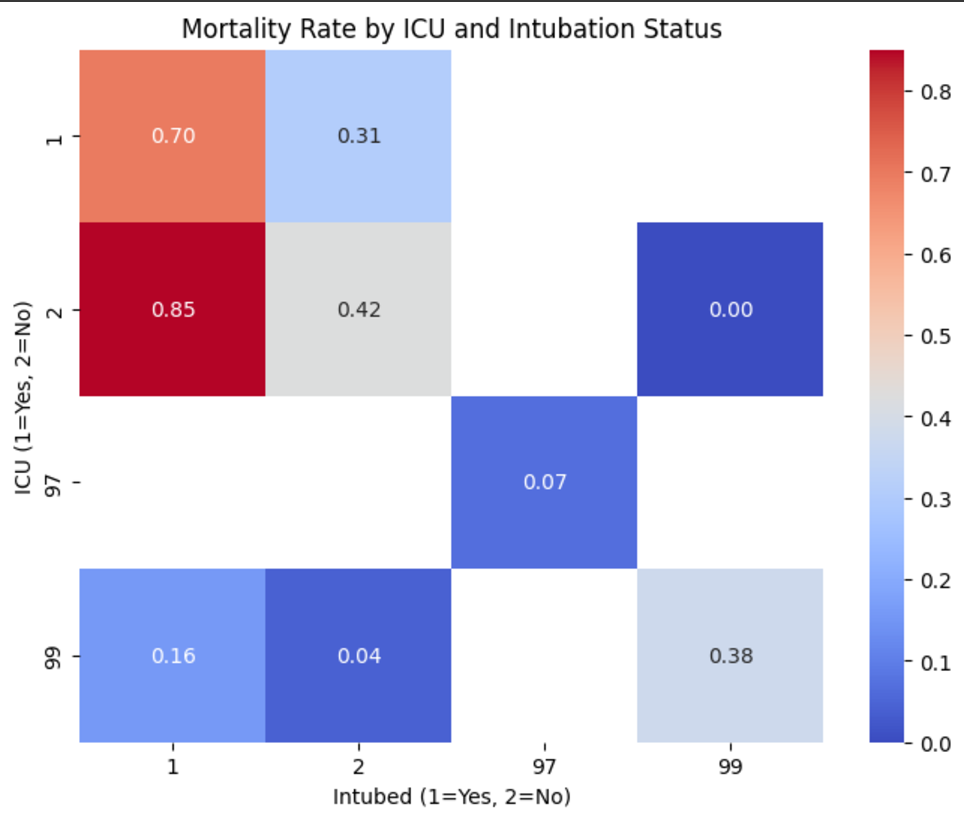 Mortality Rate by ICU and Intubation Status
ICU (1=Yes, 2=No)
1
0.70 0.31
2
0.85 0.42 0.00
97
0.07
99
0.16 0.04 0.38
1 2 97 99
Intubed (1=Yes, 2=No)
0.8
0.7
0.6
0.5
0.4
0.3
0.2
0.1
0.0